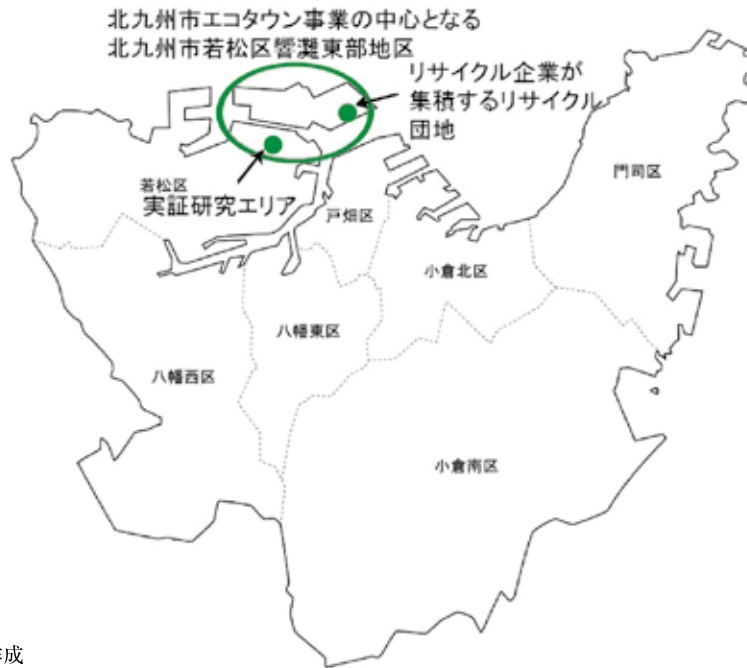 北九州市エコタウン事業の中心となる
北九州市若松区響灘東部地区
リサイクル企業が
集積するリサイクル
団地
門司区
若松区
実証研究エリア
戸畑区
小倉北区
八幡東区
八幡西区
小倉南区
作成